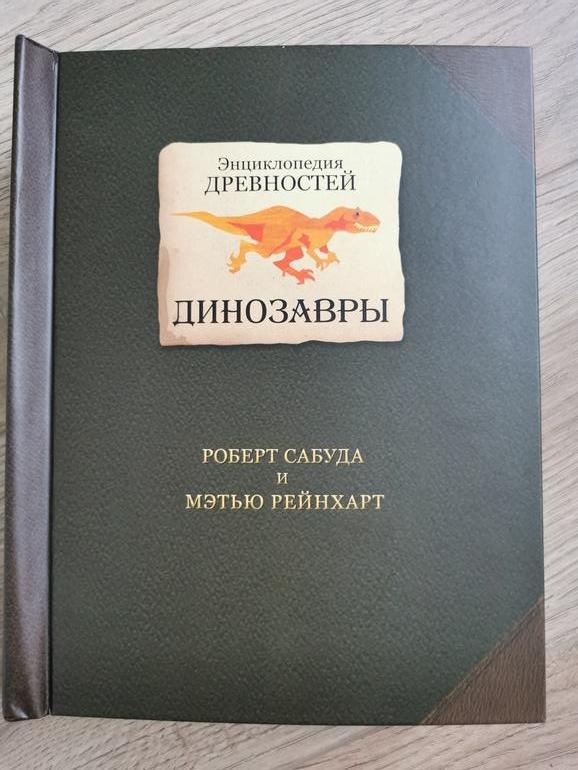 Энциклопедия
ДРЕВНОСТЕЙ
ДИНОЗАВРЫ
РОБЕРТ САБУДА
И
МЭТЬЮ РЕЙНХАРТ